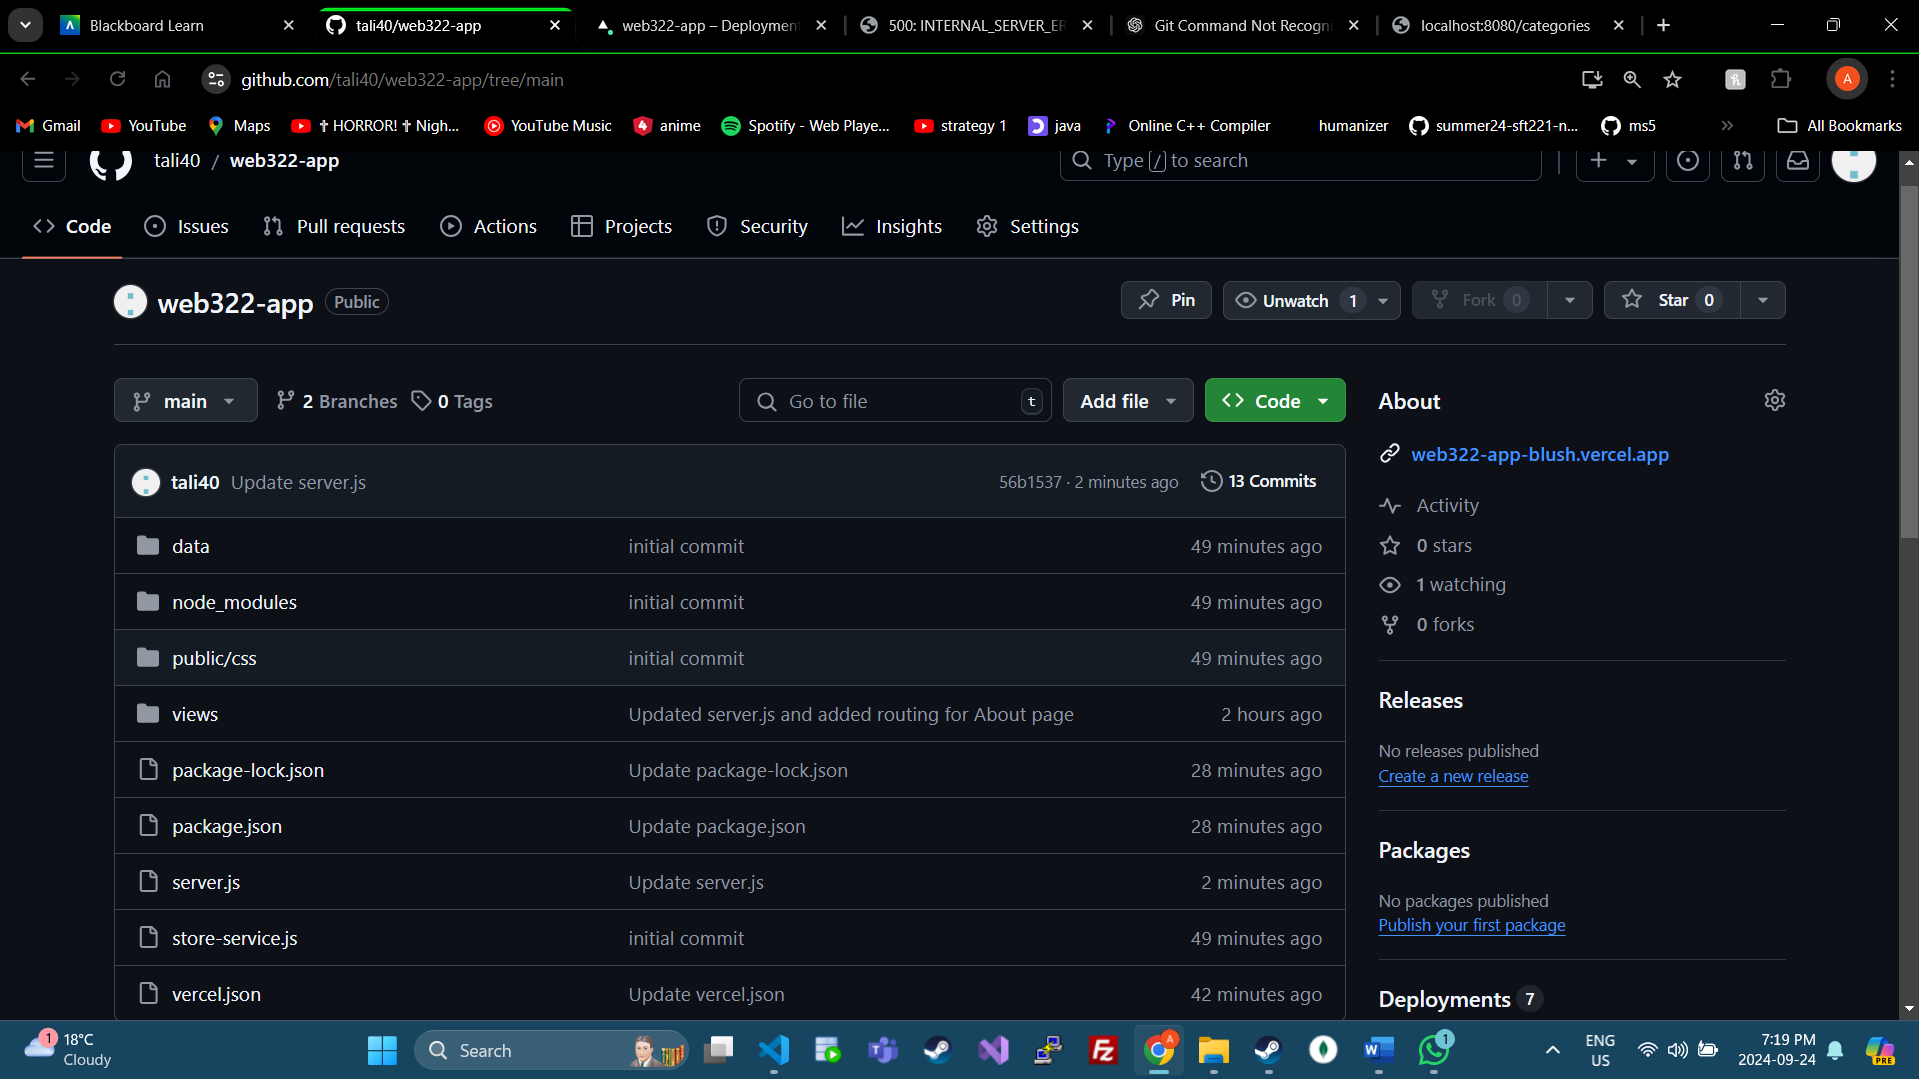 Blackboard Learn
tali40/web322-app
web322-app – Deployment
500: INTERNAL_SERVER_ER
Git Command Not Recogni
localhost:8080/categories
github.com/tali40/web322-app/tree/main
A
Gmail
YouTube
Maps
✝ HORROR! ✝ Nigh...
YouTube Music
anime
Spotify - Web Playe...
strategy 1
java
Online C++ Compiler
humanizer
summer24-sft221-n...
ms5
All Bookmarks
tali40 / web322-app
Type / to search
Code
Issues
Pull requests
Actions
Projects
Security
Insights
Settings
web322-app Public
Pin
Unwatch 1
Fork 0
Star 0
main
2 Branches
0 Tags
Go to file t
Add file
Code
tali40 Update server.js 56b1537 · 2 minutes ago 13 Commits
data initial commit 49 minutes ago
node_modules initial commit 49 minutes ago
public/css initial commit 49 minutes ago
views Updated server.js and added routing for About page 2 hours ago
package-lock.json Update package-lock.json 28 minutes ago
package.json Update package.json 28 minutes ago
server.js Update server.js 2 minutes ago
store-service.js initial commit 49 minutes ago
vercel.json Update vercel.json 42 minutes ago
About
web322-app-blush.vercel.app
Activity
0 stars
1 watching
0 forks
Releases
No releases published
Create a new release
Packages
No packages published
Publish your first package
Deployments 7
1
18°C
Cloudy
Search
A
1
ENG
US
7:19 PM
2024-09-24
PRE